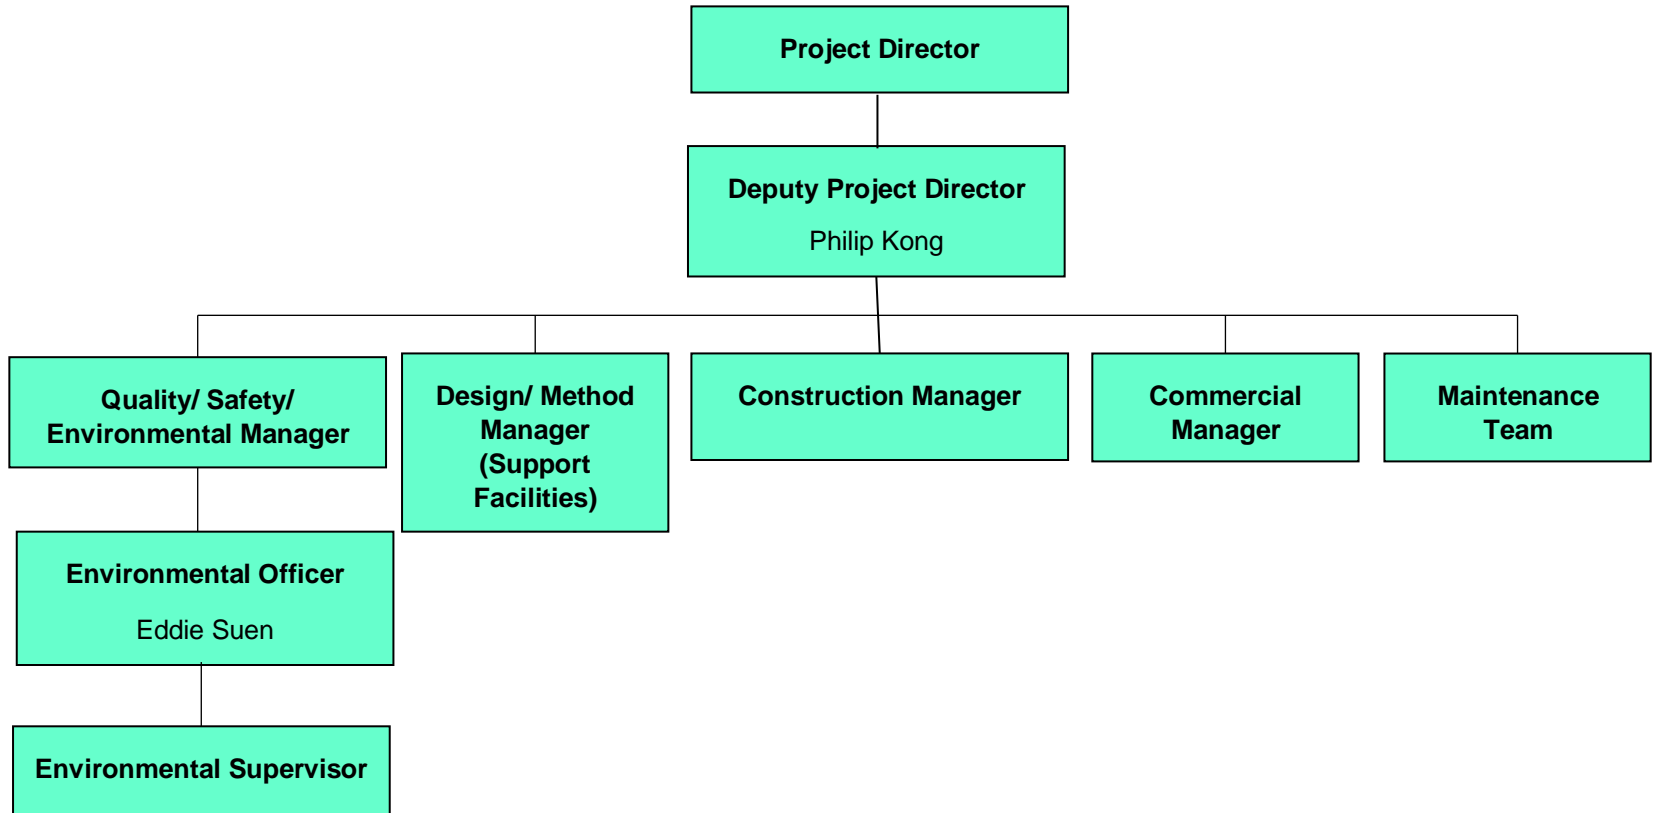 Project Director
Deputy Project Director
Philip Kong
Quality/ Safety/
Environmental Manager
Design/ Method
Manager
(Support
Facilities)
Construction Manager
Commercial
Manager
Maintenance
Team
Environmental Officer
Eddie Suen
Environmental Supervisor